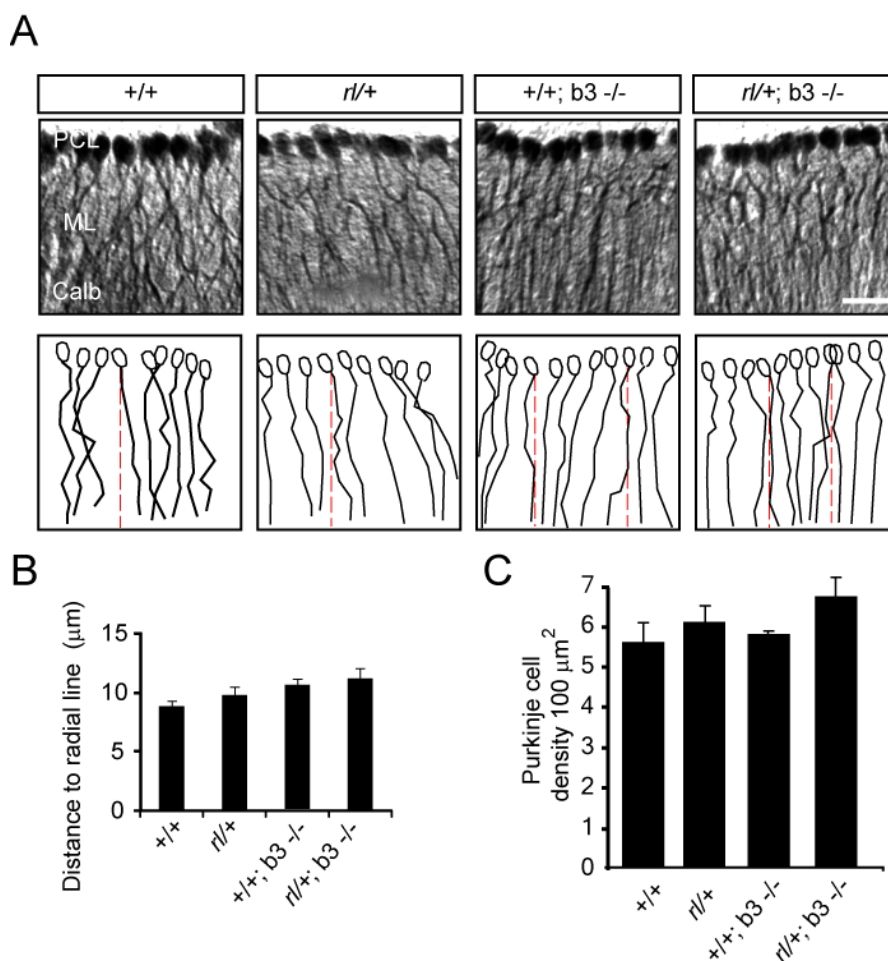 A
+/+
rl/+
+/+; b3 -/-
rl/+; b3 -/-
PCL
ML
Calb
B
Distance to radial line (μm)
15
10
5
0
+/+
rl/+
+/+; b3 -/-
rl/+; b3 -/-
C
Purkinje cell
density 100 μm²
7
6
5
4
3
2
1
0
+/+
rl/+
+/+; b3 -/-
rl/+; b3 -/-